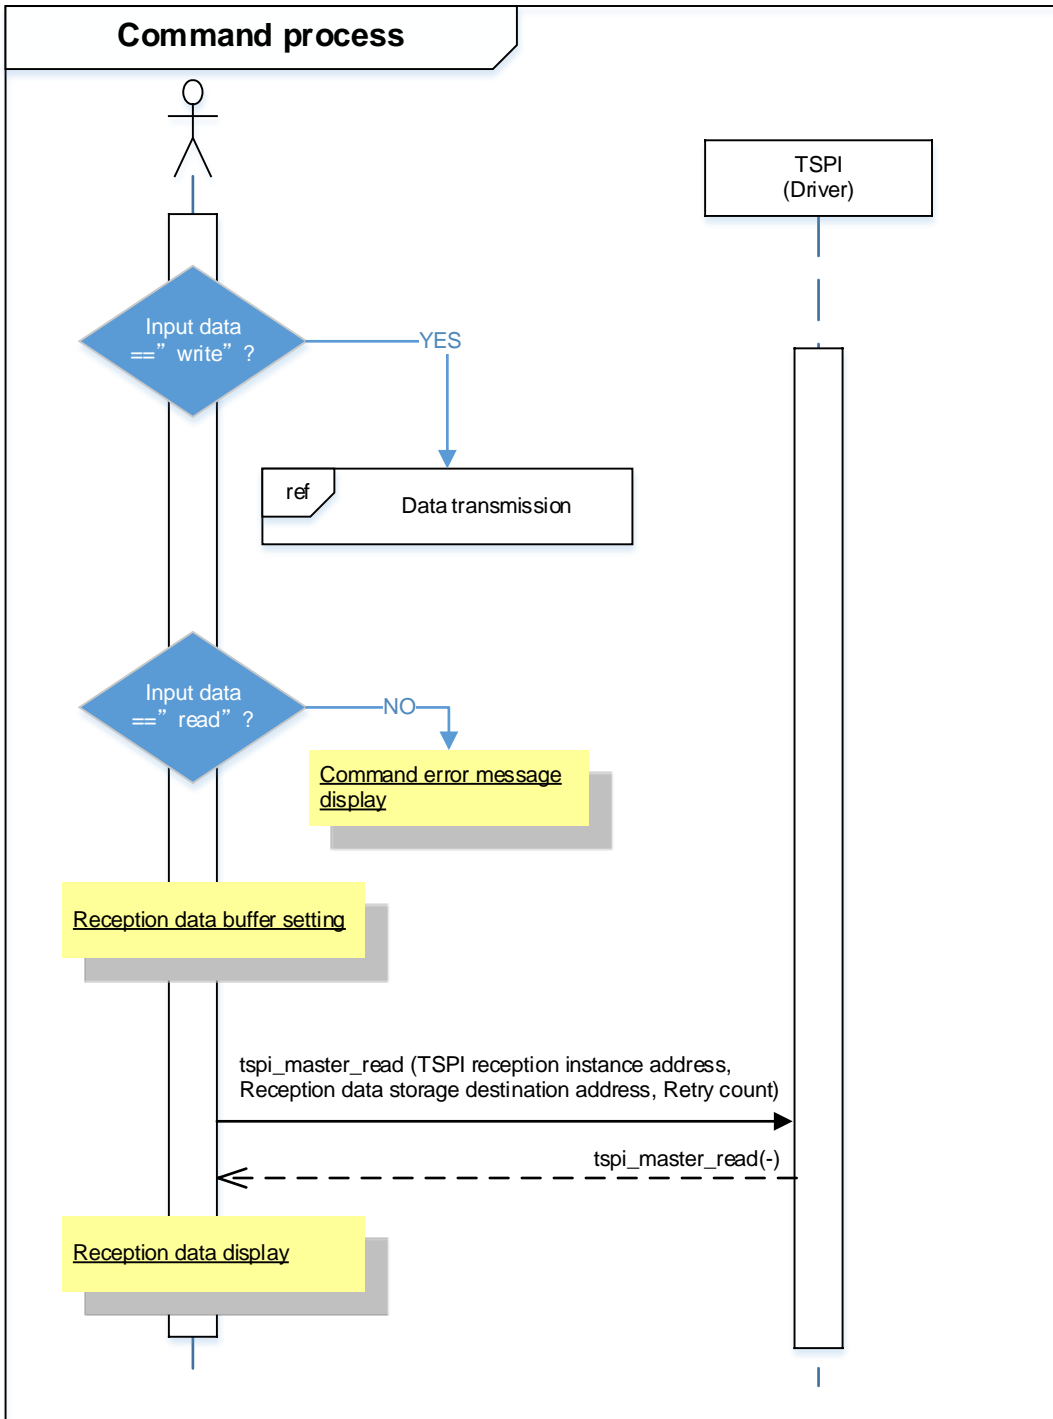 Command process
TSPI
(Driver)
Input data
==” write” ?
YES
ref
Data transmission
Input data
==” read” ?
NO
Command error message
display
Reception data buffer setting
tspi_master_read (TSPI reception instance address,
Reception data storage destination address, Retry count)
tspi_master_read(-)
Reception data display